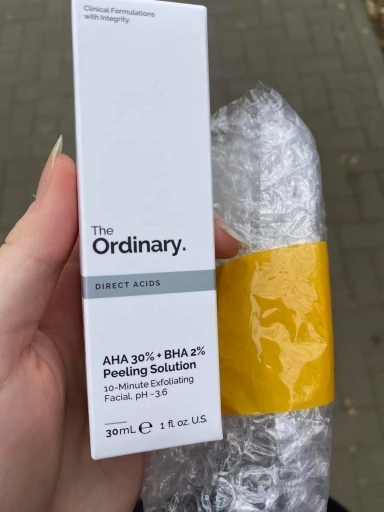 Clinical Formulations
with Integrity.
The
Ordinary.
DIRECT ACIDS
AHA 30% + BHA 2%
Peeling Solution
10-Minute Exfoliating
Facial, pH ~3.6
30mL ℮ 1 fl. oz. U.S.